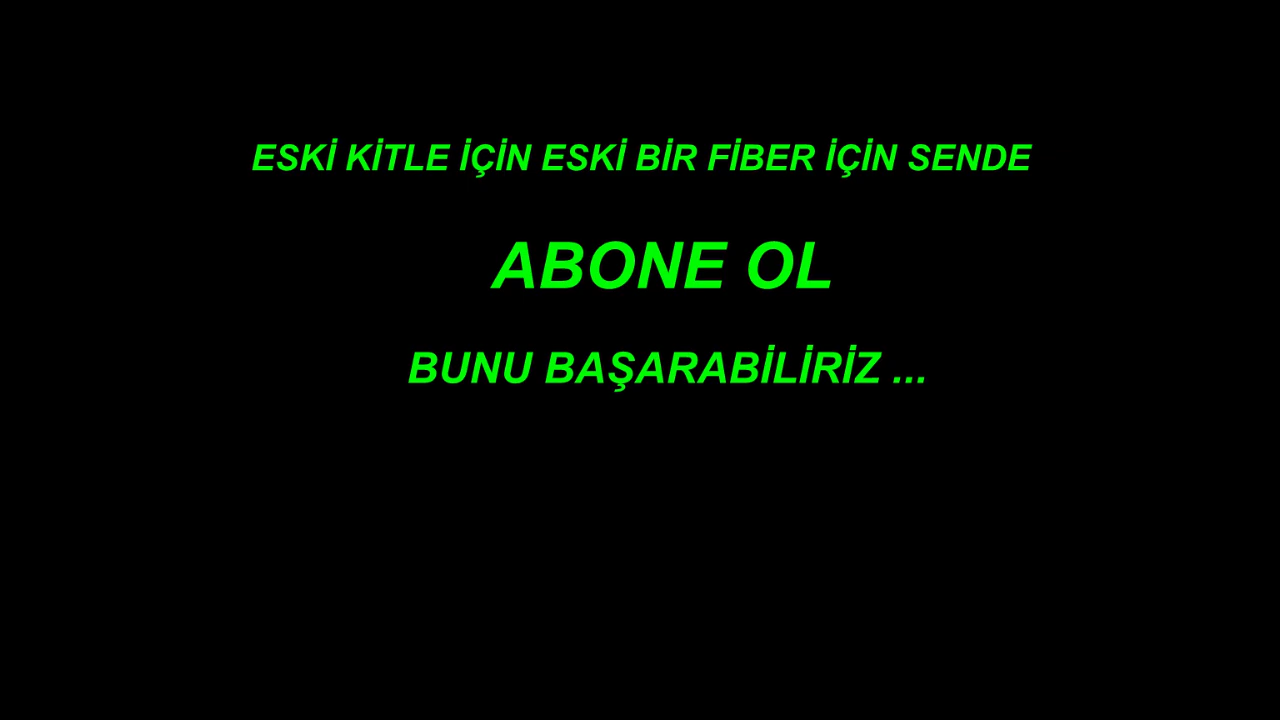 ESKİ KİTLE İÇİN ESKİ BİR FİBER İÇİN SENDE
ABONE OL
BUNU BAŞARABİLİRİZ ...